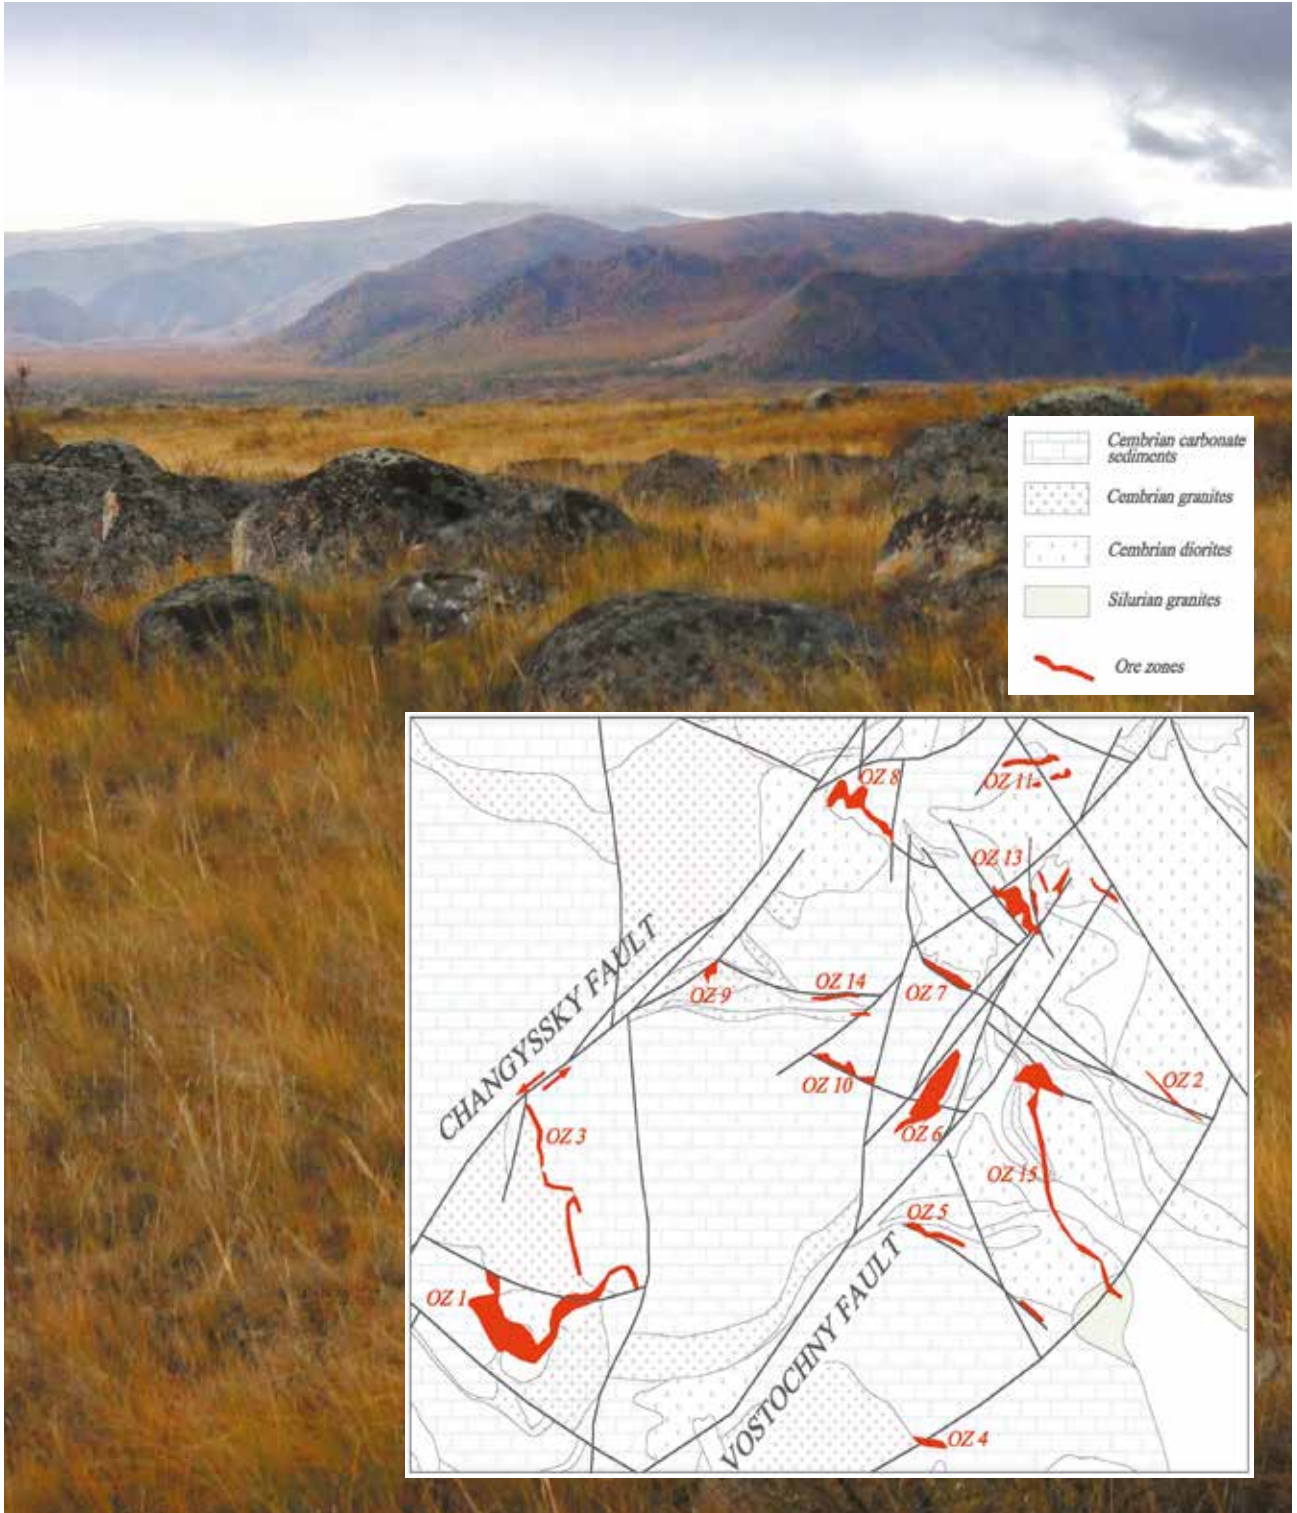 Cembrian carbonate
sediments
Cembrian granites
Cembrian diorites
Silurian granites
Ore zones
OZ 8
OZ 11
OZ 13
CHANGYSSKY FAULT
OZ 9
OZ 14
OZ 7
OZ 10
OZ 2
OZ 3
OZ 6
OZ 15
OZ 5
OZ 1
VOSTOCHNY FAULT
OZ 4